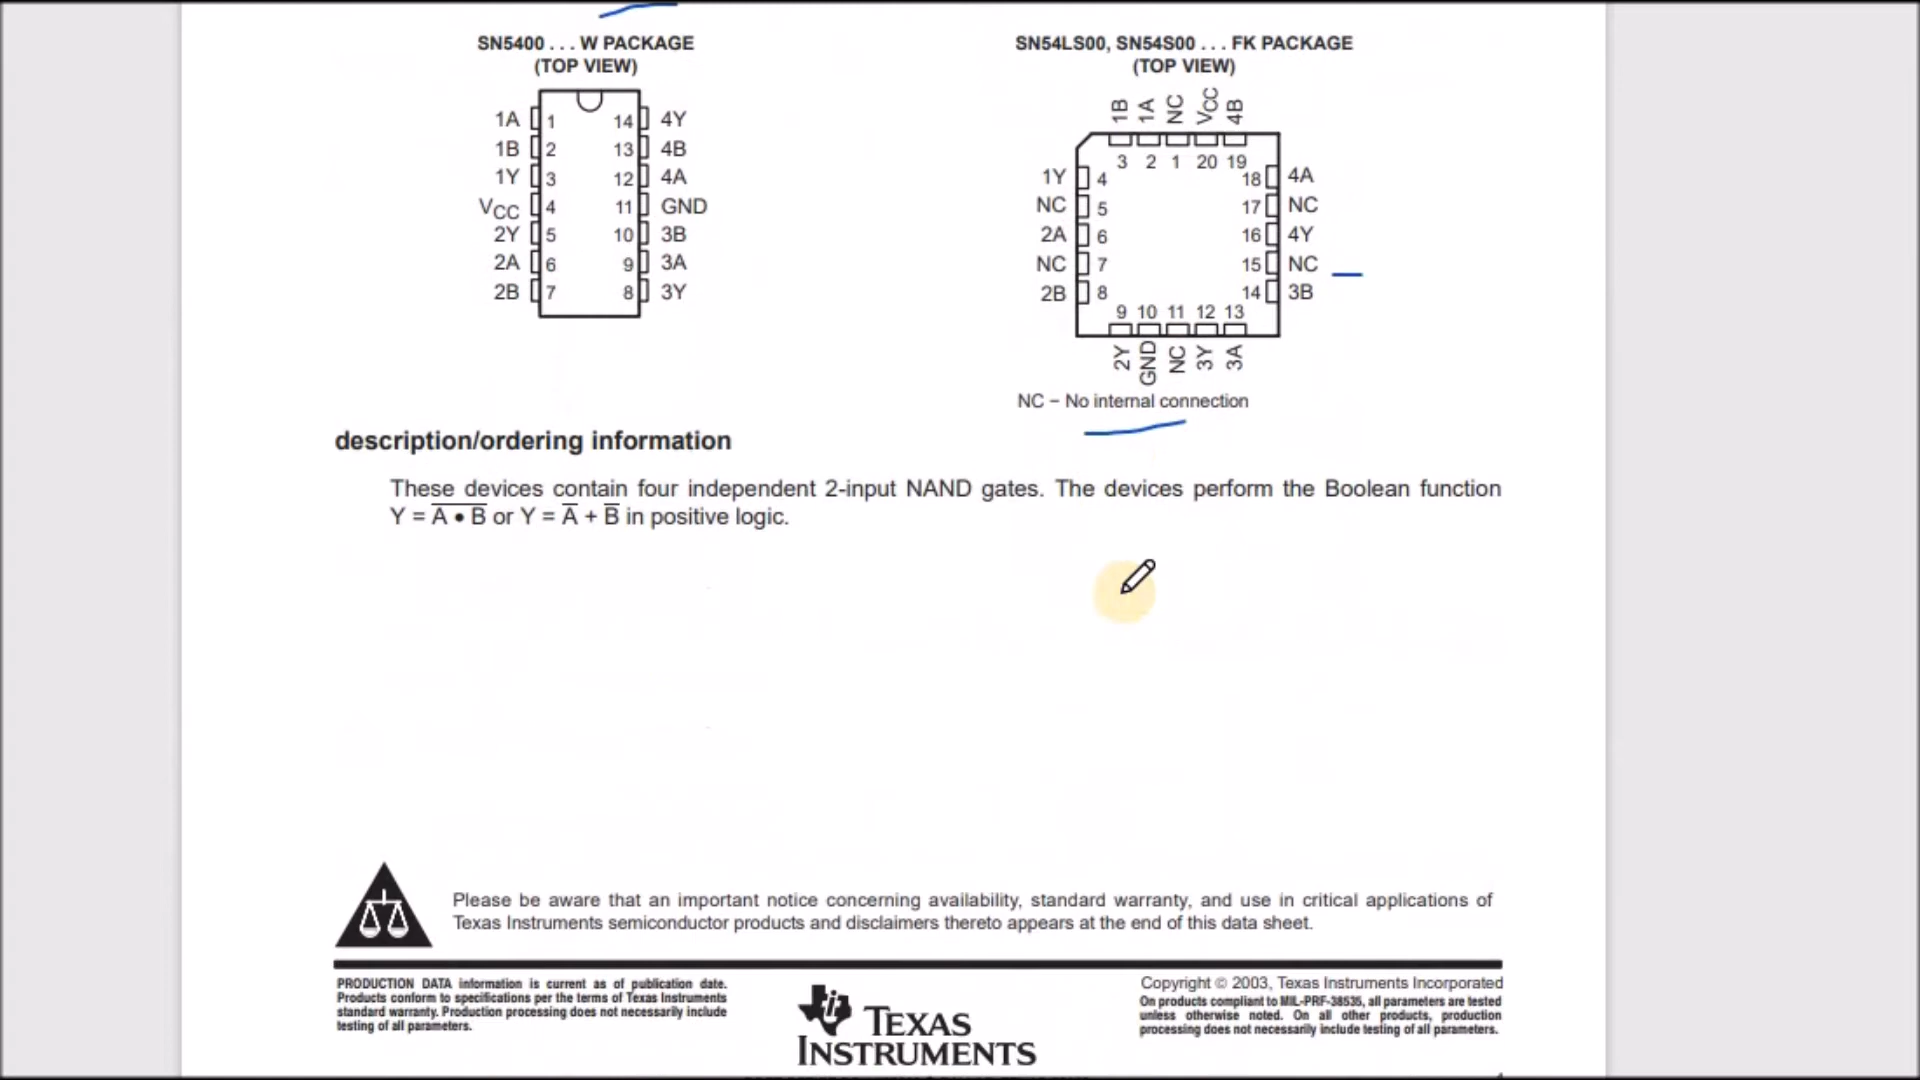 SN5400 . . . W PACKAGE
(TOP VIEW)
1A 1 14 4Y
1B 2 13 4B
1Y 3 12 4A
VCC 4 11 GND
2Y 5 10 3B
2A 6 9 3A
2B 7 8 3Y
SN54LS00, SN54S00 . . . FK PACKAGE
(TOP VIEW)
1B 1A NC VCC 4B
3 2 1 20 19
1Y 4 18 4A
NC 5 17 NC
2A 6 16 4Y
NC 7 15 NC
2B 8 14 3B
9 10 11 12 13
2Y GND NC 3Y 3A
NC − No internal connection
description/ordering information
These devices contain four independent 2-input NAND gates. The devices perform the Boolean function
Y = A̅ ̅•̅ ̅B̅ or Y = A̅ + B̅ in positive logic.
Please be aware that an important notice concerning availability, standard warranty, and use in critical applications of
Texas Instruments semiconductor products and disclaimers thereto appears at the end of this data sheet.
PRODUCTION DATA information is current as of publication date.
Products conform to specifications per the terms of Texas Instruments
standard warranty. Production processing does not necessarily include
testing of all parameters.
TEXAS
INSTRUMENTS
Copyright © 2003, Texas Instruments Incorporated
On products compliant to MIL-PRF-38535, all parameters are tested
unless otherwise noted. On all other products, production
processing does not necessarily include testing of all parameters.